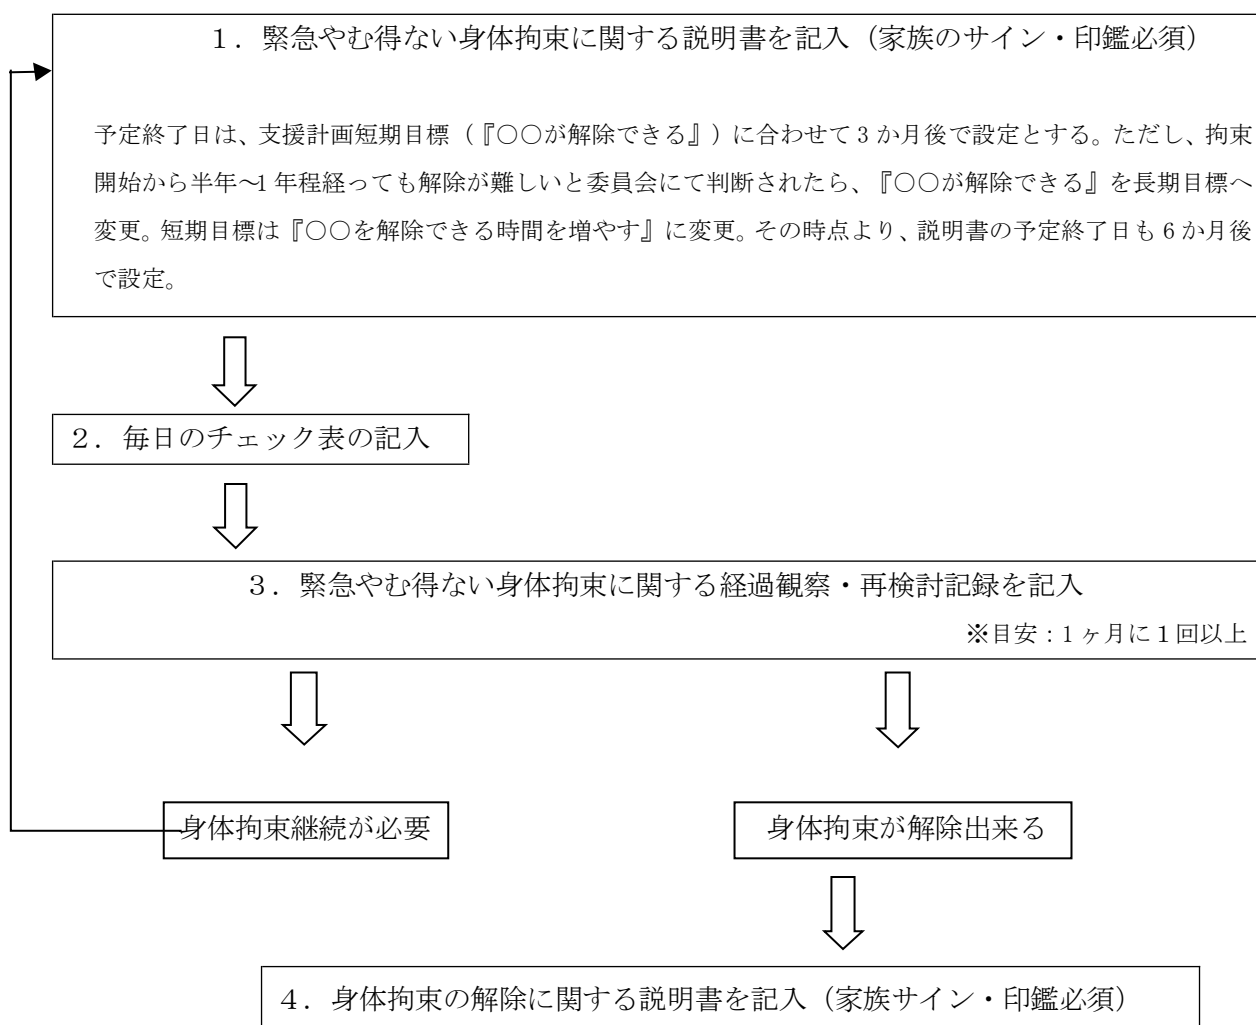 １．緊急やむ得ない身体拘束に関する説明書を記入（家族のサイン・印鑑必須）
予定終了日は、支援計画短期目標（『〇〇が解除できる』）に合わせて３か月後で設定とする。ただし、拘束
開始から半年～1 年程経っても解除が難しいと委員会にて判断されたら、『〇〇が解除できる』を長期目標へ
変更。短期目標は『〇〇を解除できる時間を増やす』に変更。その時点より、説明書の予定終了日も 6 か月後
で設定。
２．毎日のチェック表の記入
３．緊急やむ得ない身体拘束に関する経過観察・再検討記録を記入
※目安：1 ヶ月に１回以上
身体拘束継続が必要
身体拘束が解除出来る
４．身体拘束の解除に関する説明書を記入（家族サイン・印鑑必須）